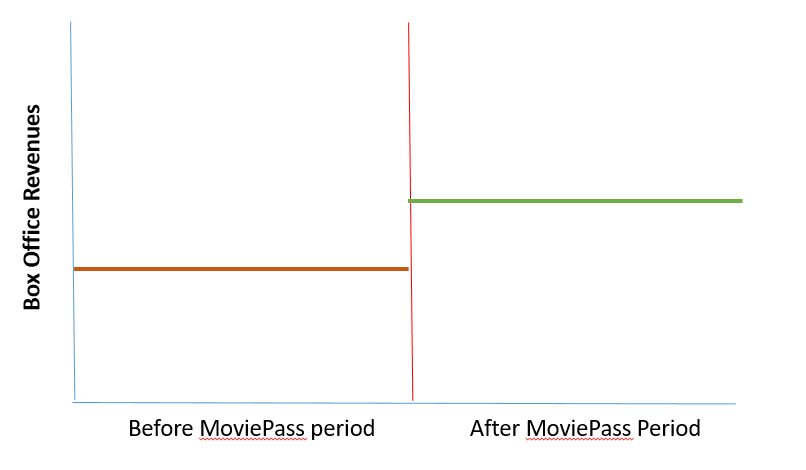 Box Office Revenues
Before MoviePass period
After MoviePass Period